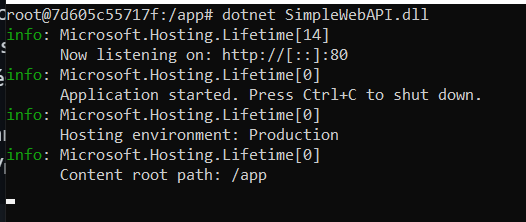 root@7d605c55717f:/app# dotnet SimpleWebAPI.dll
info: Microsoft.Hosting.Lifetime[14]
      Now listening on: http://[::]:80
info: Microsoft.Hosting.Lifetime[0]
      Application started. Press Ctrl+C to shut down.
info: Microsoft.Hosting.Lifetime[0]
      Hosting environment: Production
info: Microsoft.Hosting.Lifetime[0]
      Content root path: /app